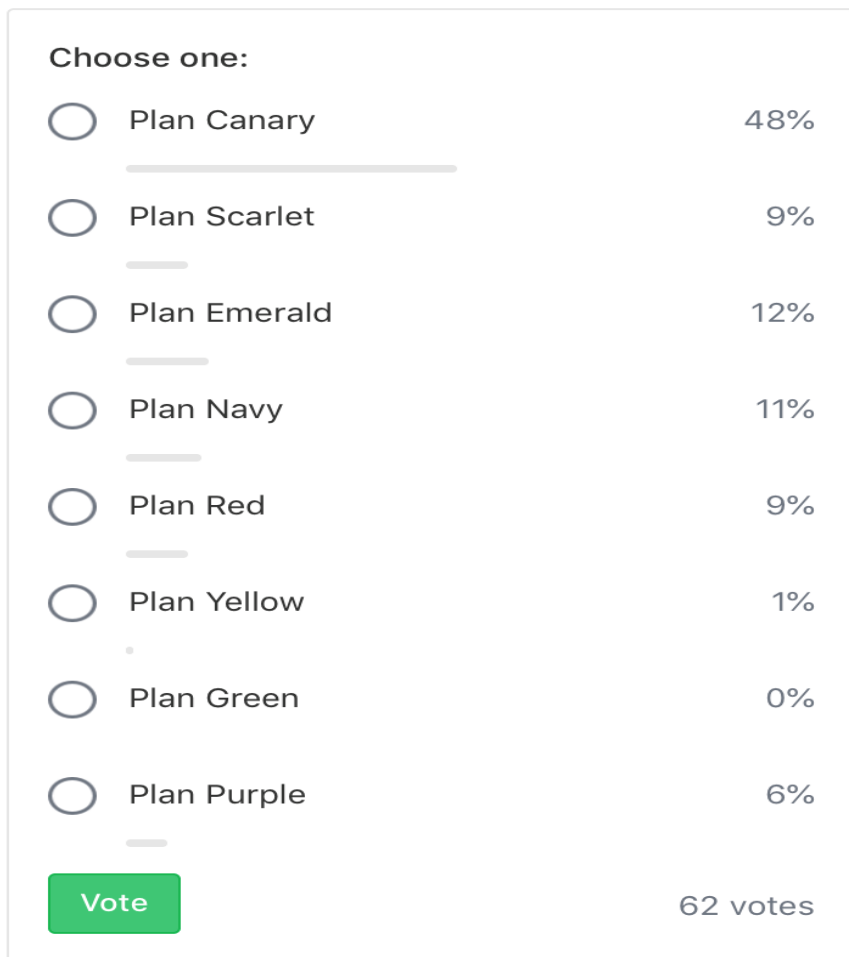 Choose one:
Plan Canary 48%
Plan Scarlet 9%
Plan Emerald 12%
Plan Navy 11%
Plan Red 9%
Plan Yellow 1%
Plan Green 0%
Plan Purple 6%
Vote 62 votes